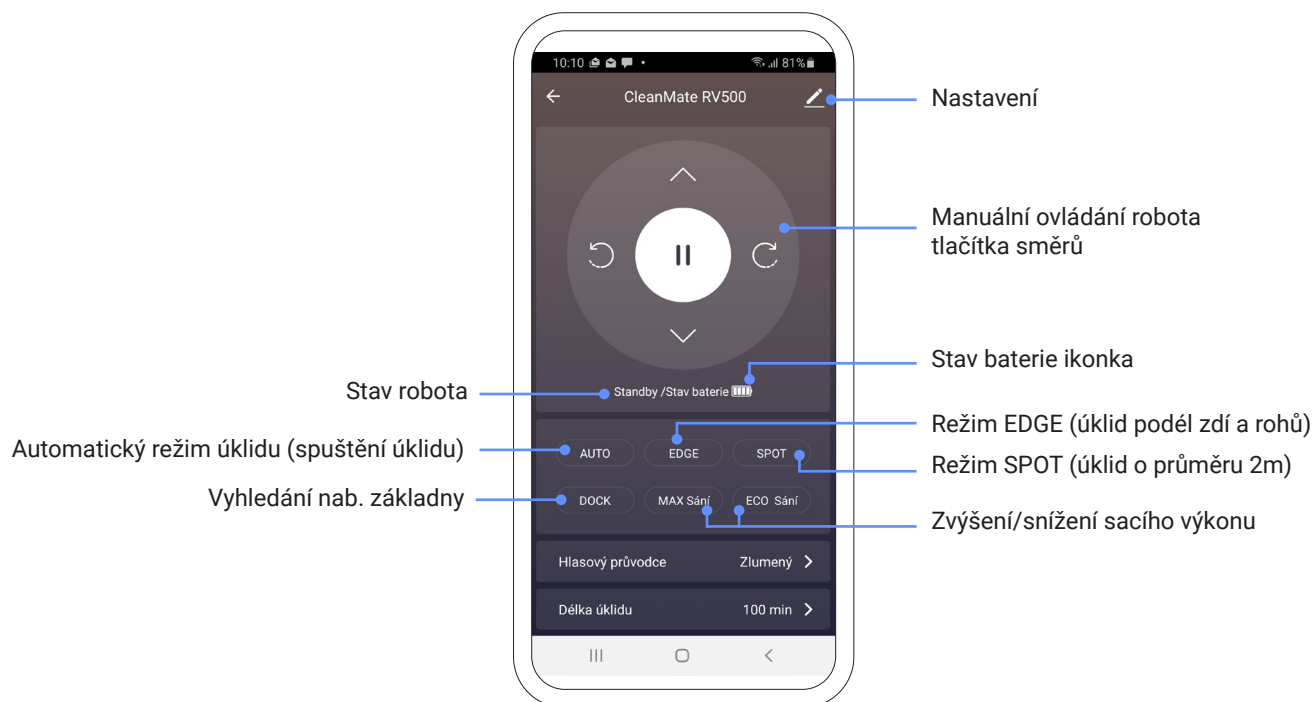 10:10 81%
CleanMate RV500
Nastavení
Manuální ovládání robota
tlačítka směrů
Stav baterie ikonka
Stav robota
Standby /Stav baterie
Režim EDGE (úklid podél zdí a rohů)
Automatický režim úklidu (spuštění úklidu)
AUTO EDGE SPOT
Režim SPOT (úklid o průměru 2m)
Vyhledání nab. základny
DOCK MAX Sání ECO Sání
Zvýšení/snížení sacího výkonu
Hlasový průvodce Zlumený
Délka úklidu 100 min